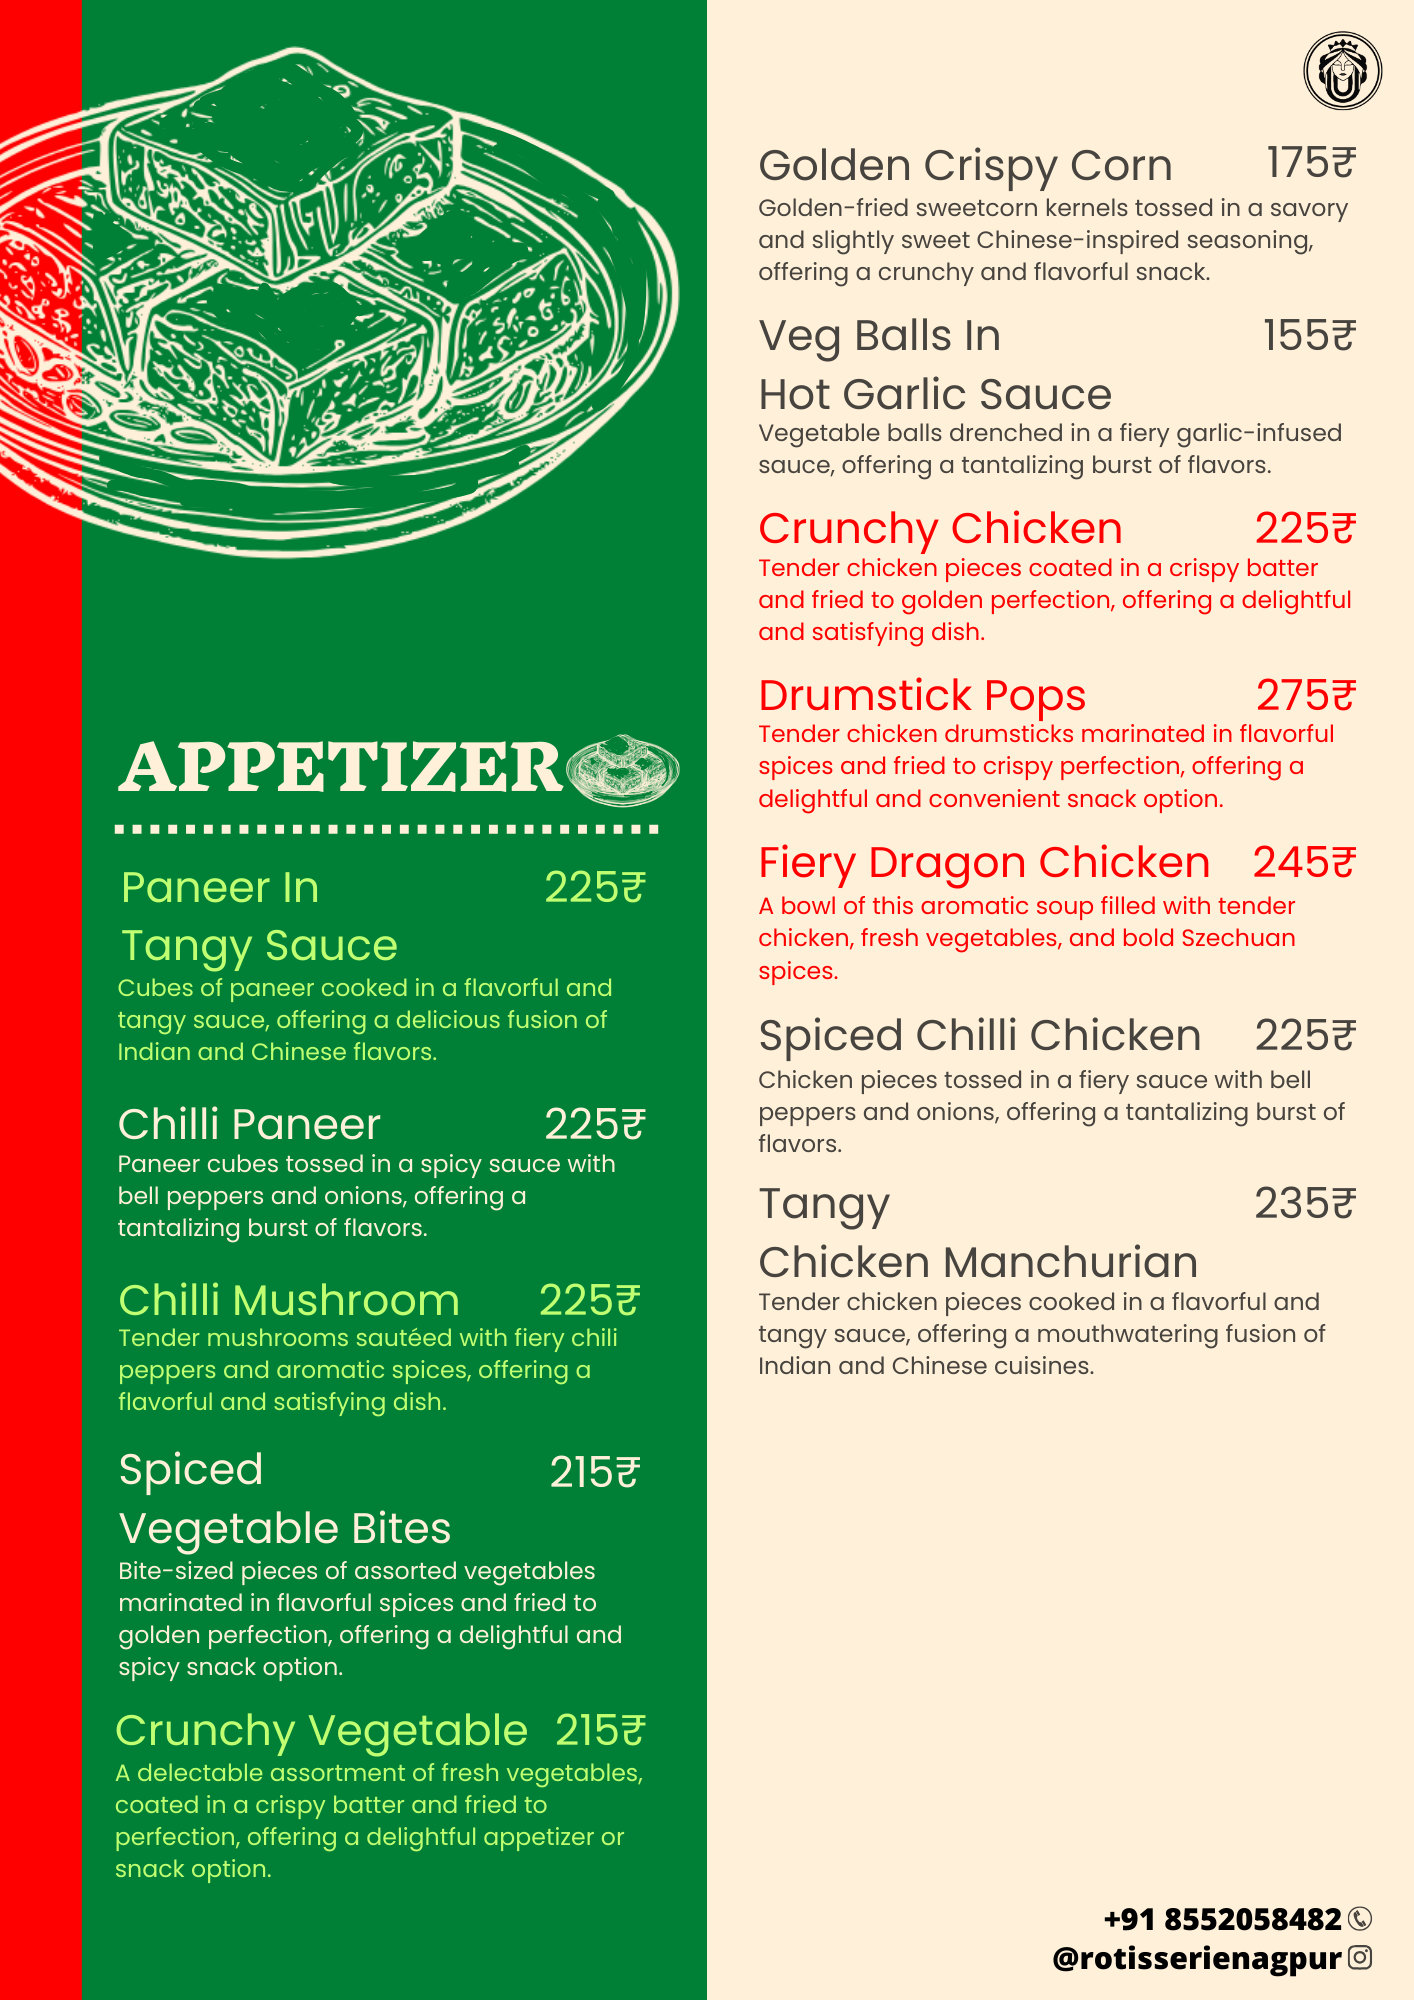 APPETIZER
Paneer In 225₹
Tangy Sauce
Cubes of paneer cooked in a flavorful and
tangy sauce, offering a delicious fusion of
Indian and Chinese flavors.
Chilli Paneer 225₹
Paneer cubes tossed in a spicy sauce with
bell peppers and onions, offering a
tantalizing burst of flavors.
Chilli Mushroom 225₹
Tender mushrooms sautéed with fiery chili
peppers and aromatic spices, offering a
flavorful and satisfying dish.
Spiced 215₹
Vegetable Bites
Bite-sized pieces of assorted vegetables
marinated in flavorful spices and fried to
golden perfection, offering a delightful and
spicy snack option.
Crunchy Vegetable 215₹
A delectable assortment of fresh vegetables,
coated in a crispy batter and fried to
perfection, offering a delightful appetizer or
snack option.
Golden Crispy Corn 175₹
Golden-fried sweetcorn kernels tossed in a savory
and slightly sweet Chinese-inspired seasoning,
offering a crunchy and flavorful snack.
Veg Balls In 155₹
Hot Garlic Sauce
Vegetable balls drenched in a fiery garlic-infused
sauce, offering a tantalizing burst of flavors.
Crunchy Chicken 225₹
Tender chicken pieces coated in a crispy batter
and fried to golden perfection, offering a delightful
and satisfying dish.
Drumstick Pops 275₹
Tender chicken drumsticks marinated in flavorful
spices and fried to crispy perfection, offering a
delightful and convenient snack option.
Fiery Dragon Chicken 245₹
A bowl of this aromatic soup filled with tender
chicken, fresh vegetables, and bold Szechuan
spices.
Spiced Chilli Chicken 225₹
Chicken pieces tossed in a fiery sauce with bell
peppers and onions, offering a tantalizing burst of
flavors.
Tangy 235₹
Chicken Manchurian
Tender chicken pieces cooked in a flavorful and
tangy sauce, offering a mouthwatering fusion of
Indian and Chinese cuisines.
+91 8552058482
@rotisserienagpur